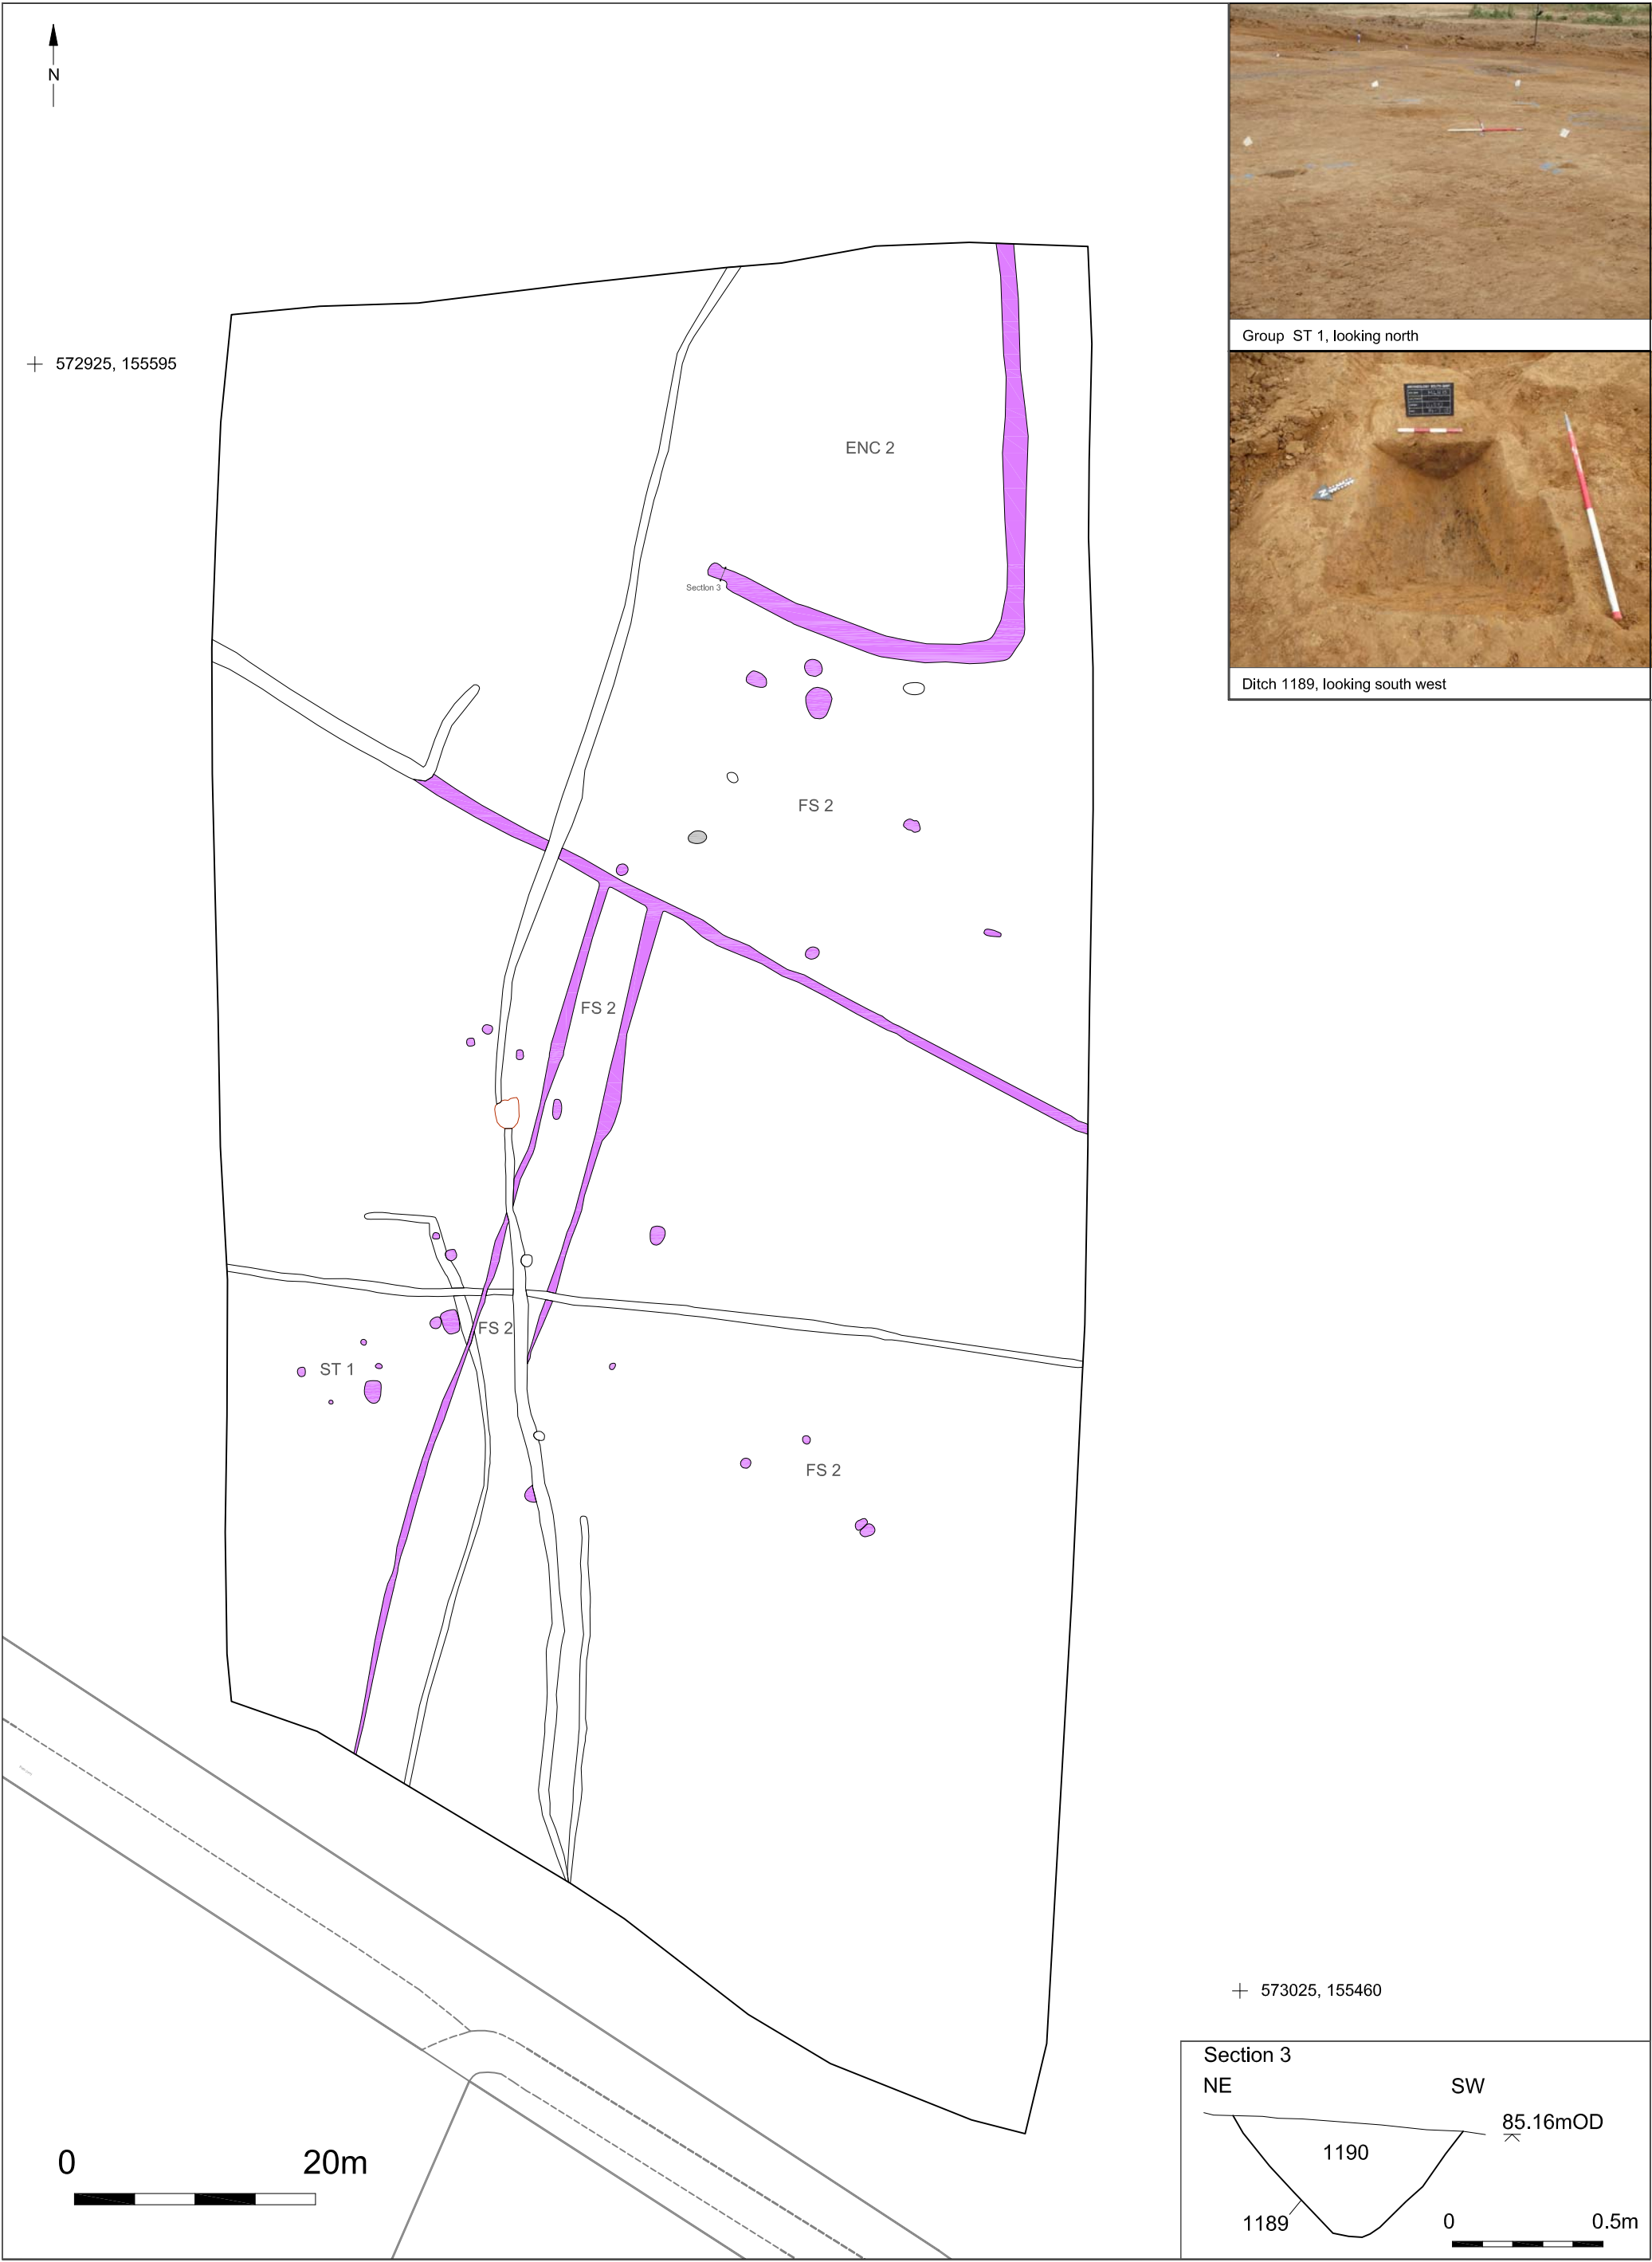 N
572925, 155595
Group ST 1, looking north
ENC 2
Section 3
Ditch 1189, looking south west
FS 2
FS 2
FS 2
ST 1
FS 2
573025, 155460
Section 3
NE
SW
85.16mOD
1190
1189
0
0.5m
0
20m